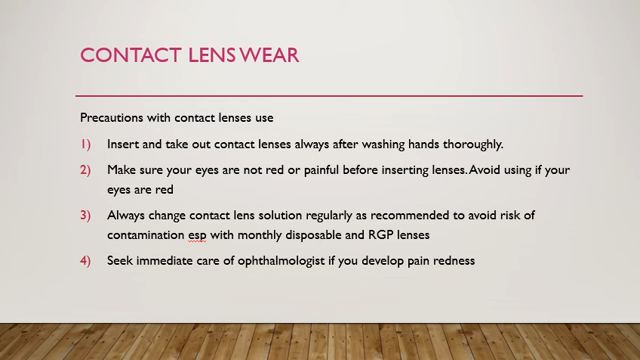 CONTACT LENS WEAR
Precautions with contact lenses use
1) Insert and take out contact lenses always after washing hands thoroughly.
2) Make sure your eyes are not red or painful before inserting lenses. Avoid using if your
eyes are red
3) Always change contact lens solution regularly as recommended to avoid risk of
contamination esp with monthly disposable and RGP lenses
4) Seek immediate care of ophthalmologist if you develop pain redness